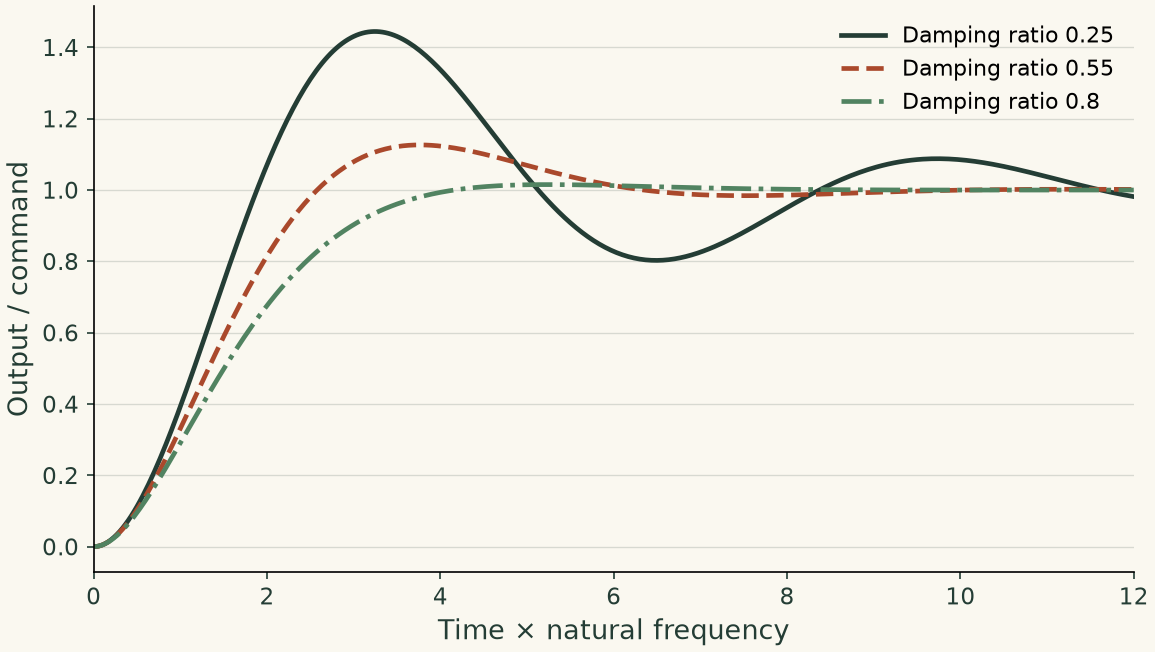 Output / command
1.4
1.2
1.0
0.8
0.6
0.4
0.2
0.0
Damping ratio 0.25
Damping ratio 0.55
Damping ratio 0.8
0 2 4 6 8 10 12
Time × natural frequency